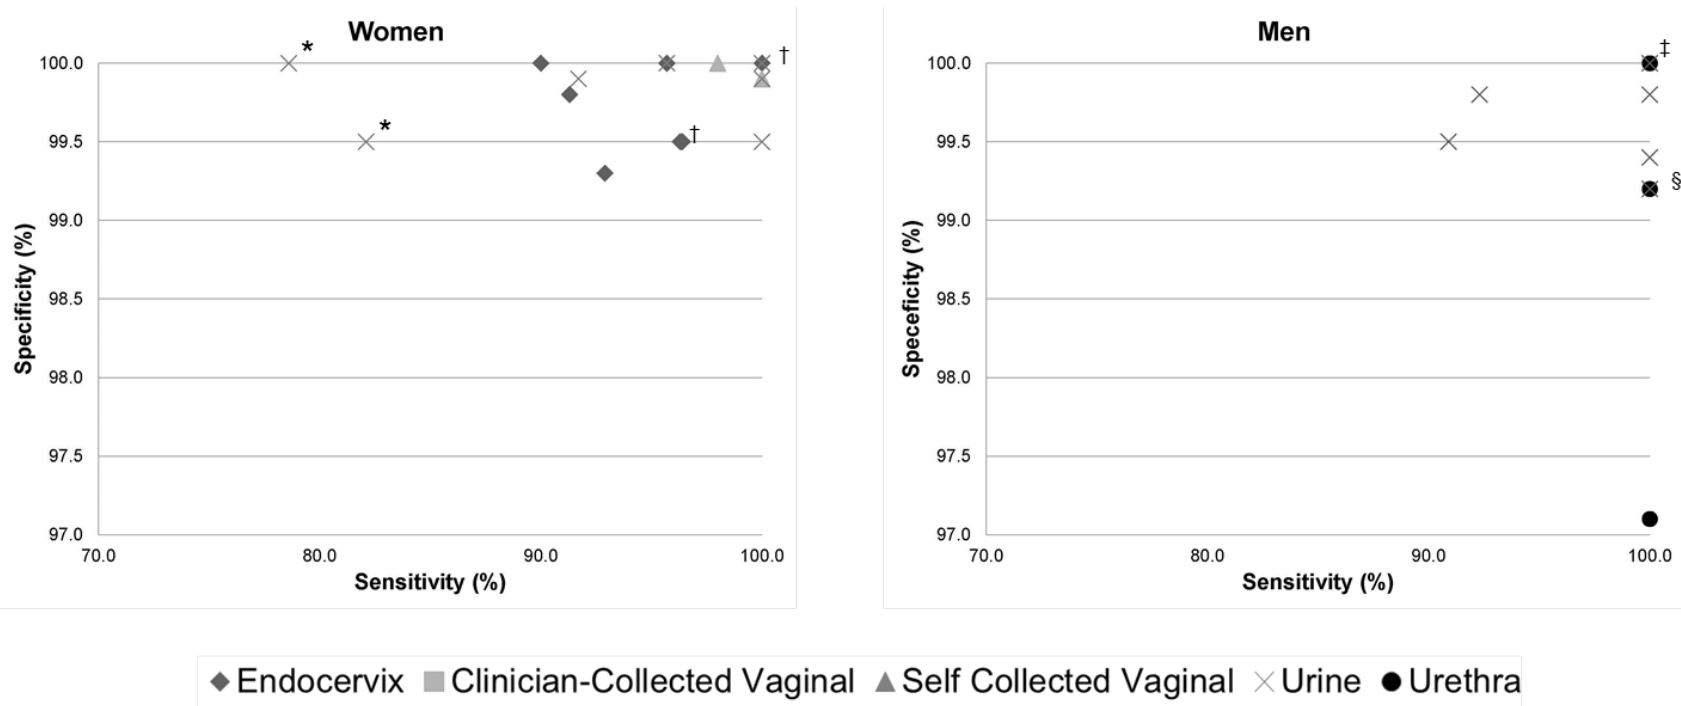 Women
*
†
*
†
100.0
99.5
99.0
98.5
98.0
97.5
97.0
Specificity (%)
70.0 80.0 90.0 100.0
Sensitivity (%)
Men
‡
§
100.0
99.5
99.0
98.5
98.0
97.5
97.0
Speceficity (%)
70.0 80.0 90.0 100.0
Sensitivity (%)
Endocervix Clinician-Collected Vaginal Self Collected Vaginal Urine Urethra